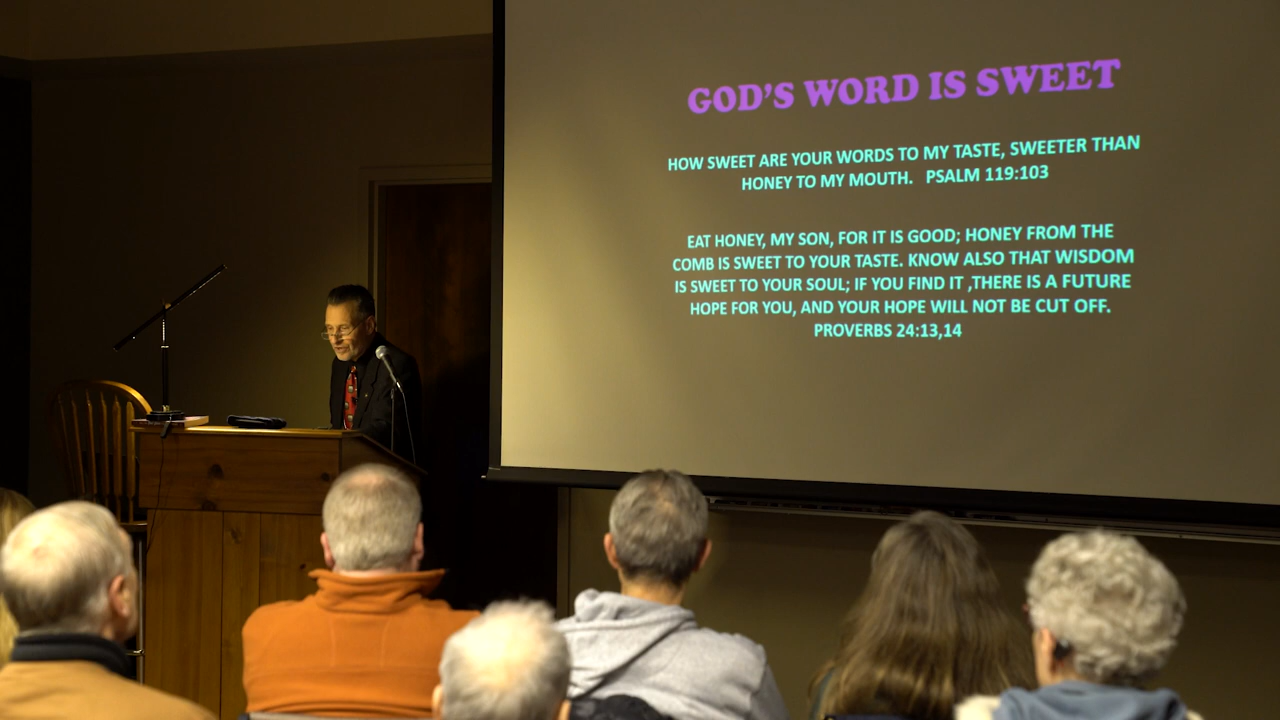 GOD'S WORD IS SWEET
HOW SWEET ARE YOUR WORDS TO MY TASTE, SWEETER THAN
HONEY TO MY MOUTH.   PSALM 119:103
EAT HONEY, MY SON, FOR IT IS GOOD; HONEY FROM THE
COMB IS SWEET TO YOUR TASTE. KNOW ALSO THAT WISDOM
IS SWEET TO YOUR SOUL; IF YOU FIND IT ,THERE IS A FUTURE
HOPE FOR YOU, AND YOUR HOPE WILL NOT BE CUT OFF.
PROVERBS 24:13,14